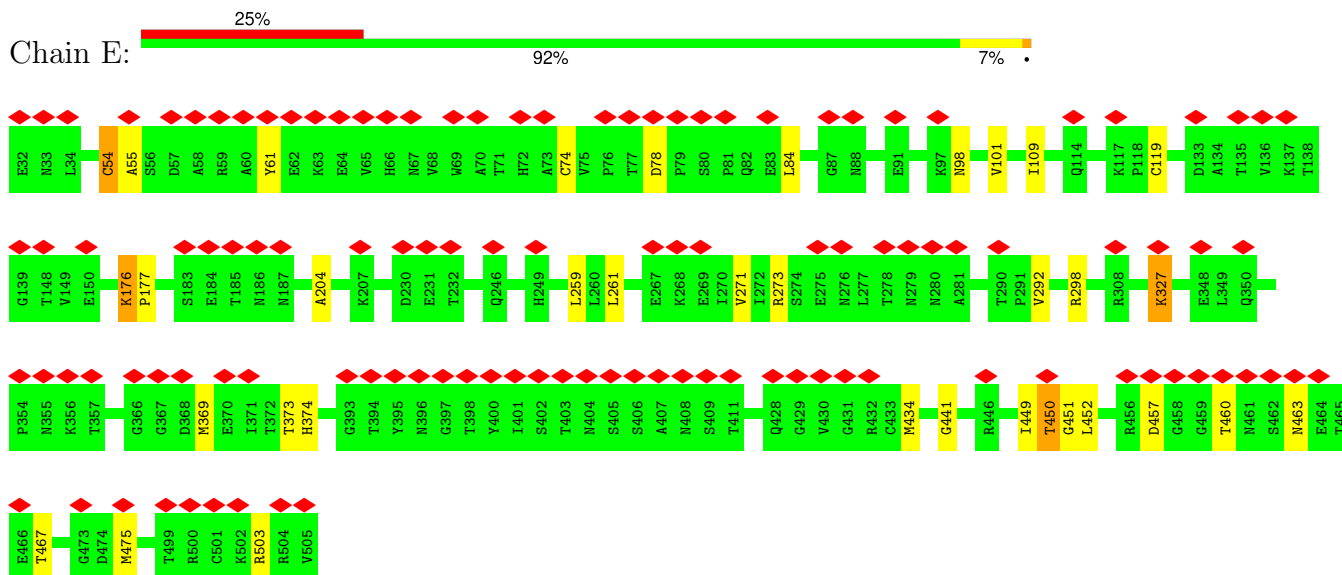 25%
Chain E:
92% 7% •
E32 N33 L34 C54 A55 S56 D57 A58 R59 A60 Y61 E62 K63 E64 V65 H66 N67 V68 W69 A70 T71 H72 A73 C74 V75 P76 T77 D78 P79 S80 P81 Q82 E83 L84 G87 N88 E91 K97 N98 V101 I109 Q114 K117 P118 C119 D133 A134 T135 V136 K137 T138
G139 T148 V149 E150 K176 P177 S183 E184 T185 N186 N187 A204 K207 D230 E231 T232 Q246 H249 L259 L260 L261 E267 K268 E269 I270 V271 I272 R273 S274 E275 N276 L277 T278 N279 N280 A281 T290 P291 V292 R298 R308 K327 E348 L349 Q350
P354 N355 K356 T357 G366 G367 D368 M369 E370 I371 T372 T373 H374 G393 T394 Y395 N396 G397 T398 Y400 I401 S402 T403 N404 S405 S406 A407 N408 S409 T411 Q428 G429 V430 G431 R432 C433 M434 G441 R446 I449 T450 G451 L452 R456 D457 G458 G459 T460 N461 S462 N463 E464 T465
E466 T467 G473 D474 M475 T499 R500 C501 K502 R503 R504 V505